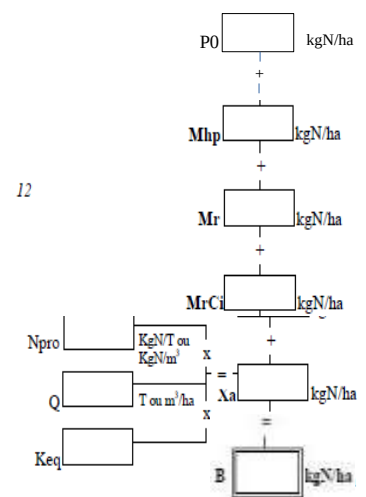 P0 kgN/ha
+
Mhp kgN/ha
+
12
Mr kgN/ha
+
MrCi kgN/ha
Npro KgN/T ou
KgN/m³
x
+
= Xa kgN/ha
Q T ou m³/ha
x
=
Keq
B kgN/ha